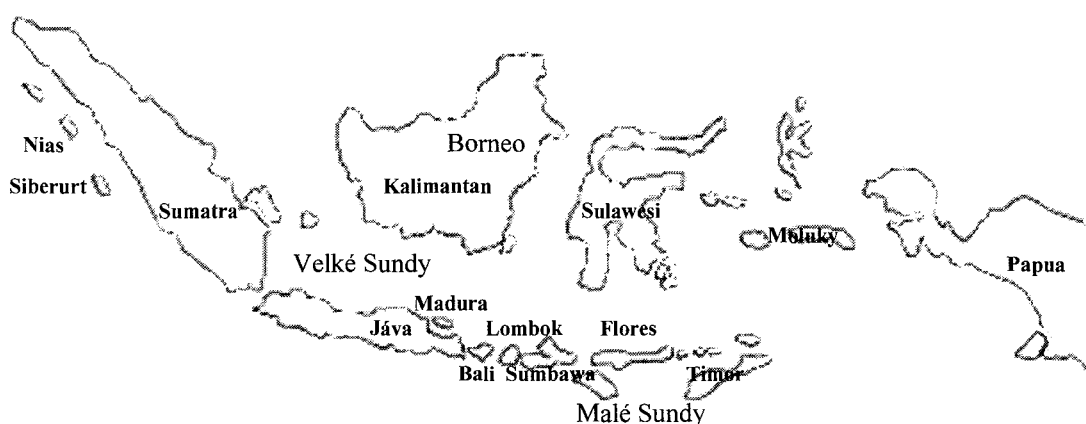 Borneo
Nias
Siberurt
Kalimantan
Sumatra
Sulawesi
Moluky
Velké Sundy
Papua
Madura
Jáva
Lombok
Flores
Bali
Sumbawa
Timor
Malé Sundy